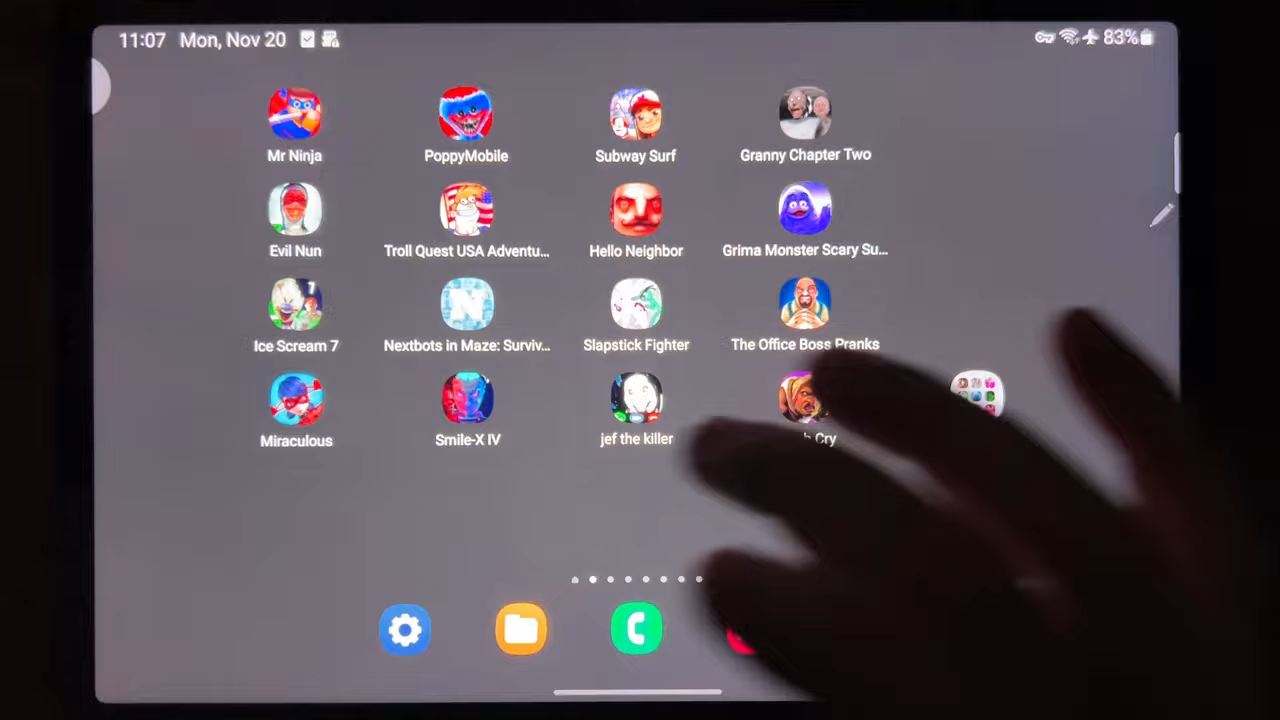 11:07 Mon, Nov 20 83%
Mr Ninja PoppyMobile Subway Surf Granny Chapter Two
Evil Nun Troll Quest USA Adventu... Hello Neighbor Grima Monster Scary Su...
Ice Scream 7 Nextbots in Maze: Surviv... Slapstick Fighter The Office Boss Pranks
Miraculous Smile-X IV jef the killer Cry